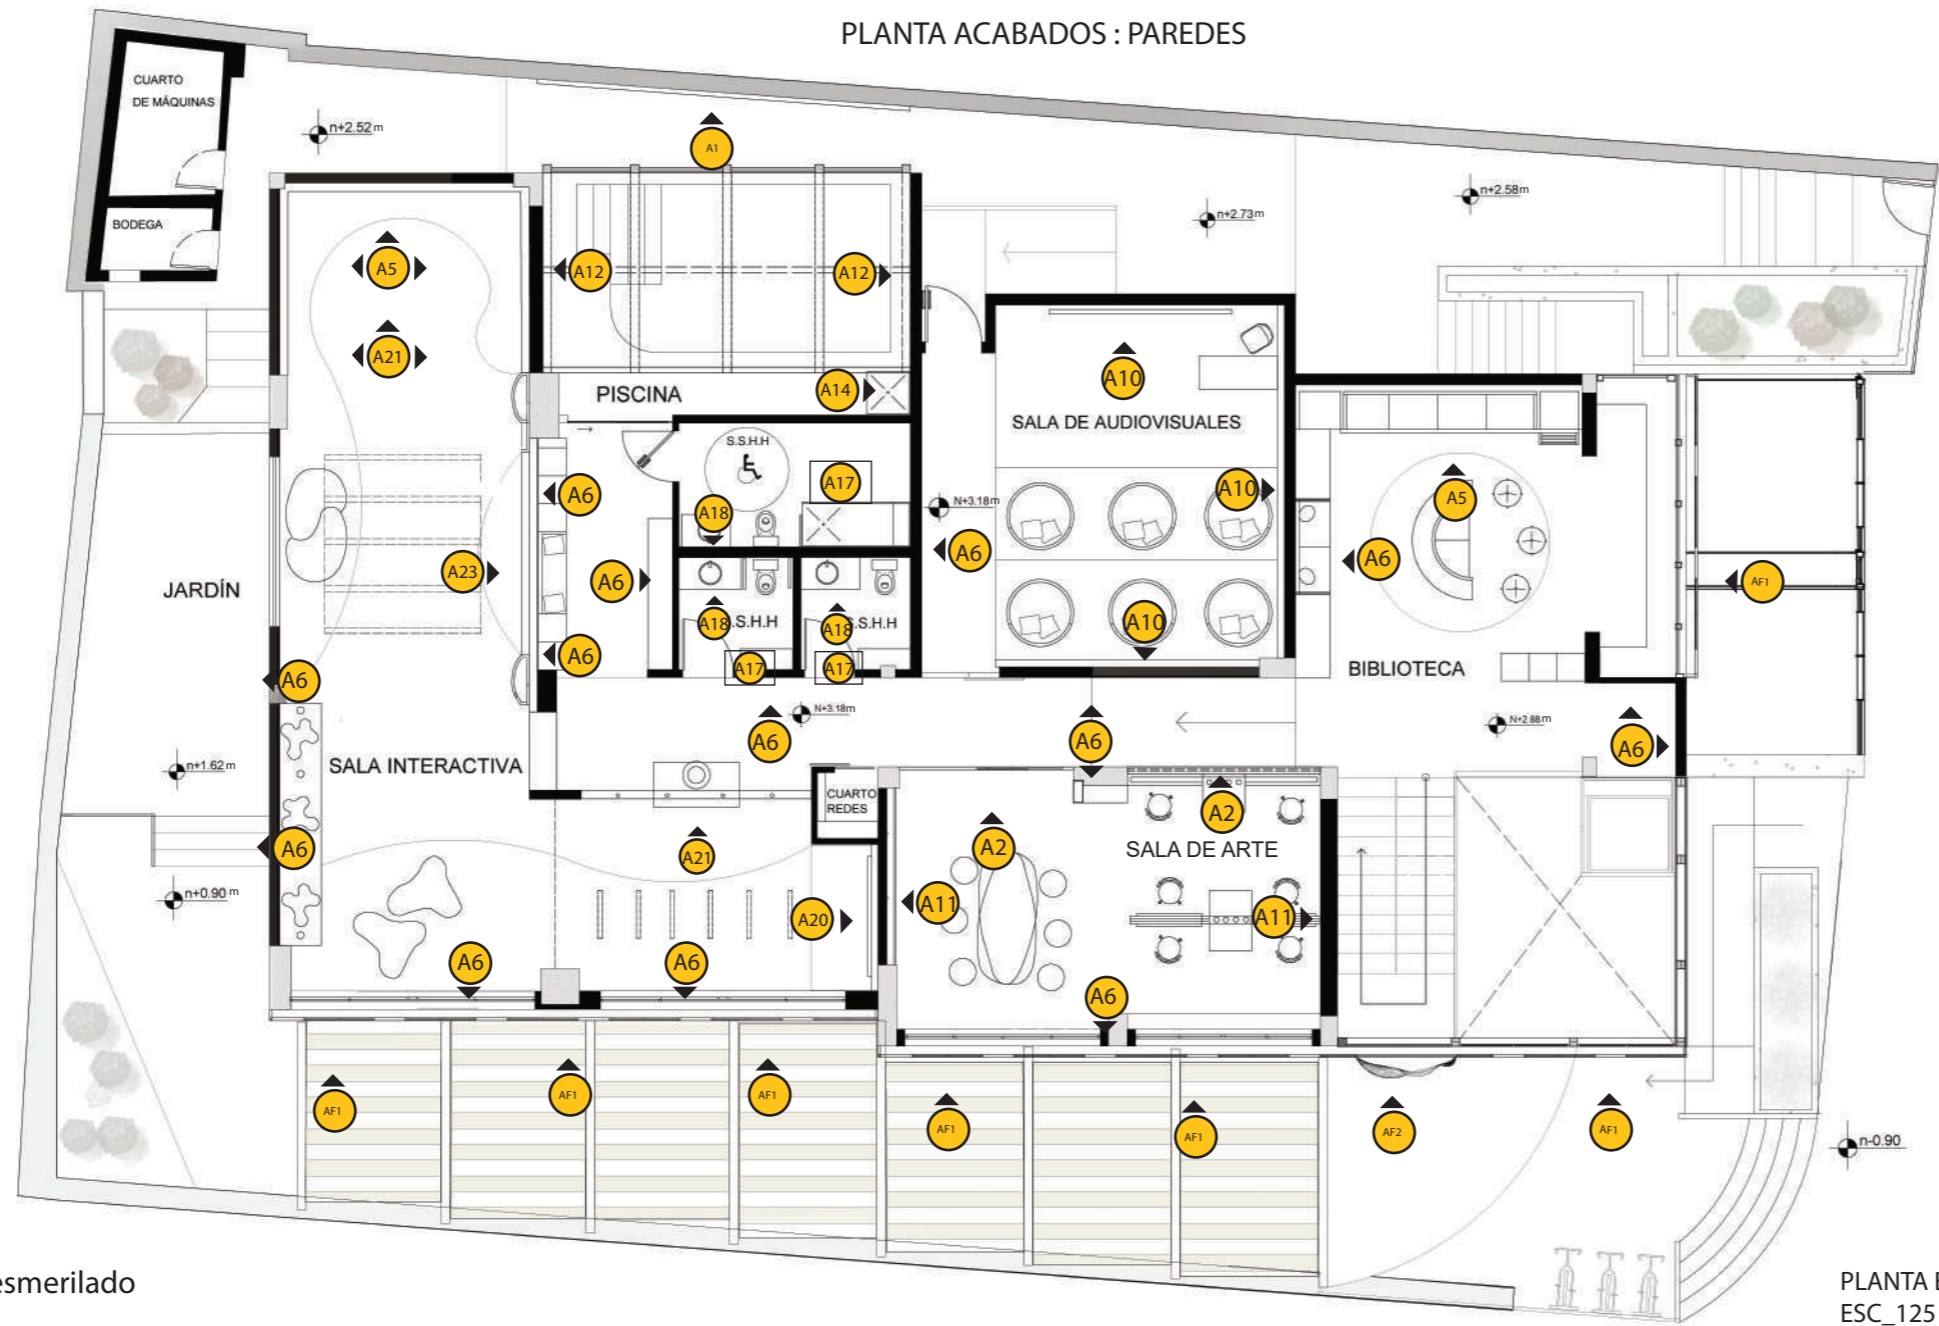 PLANTA ACABADOS : PAREDES
CUARTO
DE MÁQUINAS
n+2.52 m
A1
n+2.58m
n+2.73m
BODEGA
A5
A12
A12
A21
A10
A14
PISCINA
SALA DE AUDIOVISUALES
S.S.H.H
A17
A6
A10
A5
N+3.18m
A18
A6
A6
A23
A6
AF1
JARDÍN
A18
S.S.H.H
A18
S.S.H.H
A10
A6
A17
A17
BIBLIOTECA
A6
N+3.18m
N+2.88m
A6
A6
A6
n+1.62 m
SALA INTERACTIVA
CUARTO
REDES
A2
A6
A21
A2
SALA DE ARTE
n+0.90 m
A20
A11
A11
A6
A6
A6
AF1
AF1
AF1
AF1
AF1
AF2
AF1
n-0.90
esmerilado
PLANTA
ESC_125